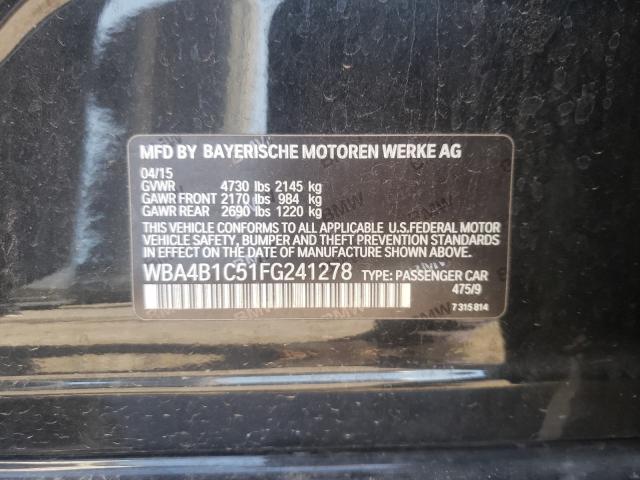 MFD BY BAYERISCHE MOTOREN WERKE AG
04/15
GVWR 4730 lbs 2145 kg
GAWR FRONT 2170 lbs 984 kg
GAWR REAR 2690 lbs 1220 kg
THIS VEHICLE CONFORMS TO ALL APPLICABLE U.S.FEDERAL MOTOR
VEHICLE SAFETY, BUMPER AND THEFT PREVENTION STANDARDS
IN EFFECT ON THE DATE OF MANUFACTURE SHOWN ABOVE.
WBA4B1C51FG241278 TYPE: PASSENGER CAR
475/9
7 315 814